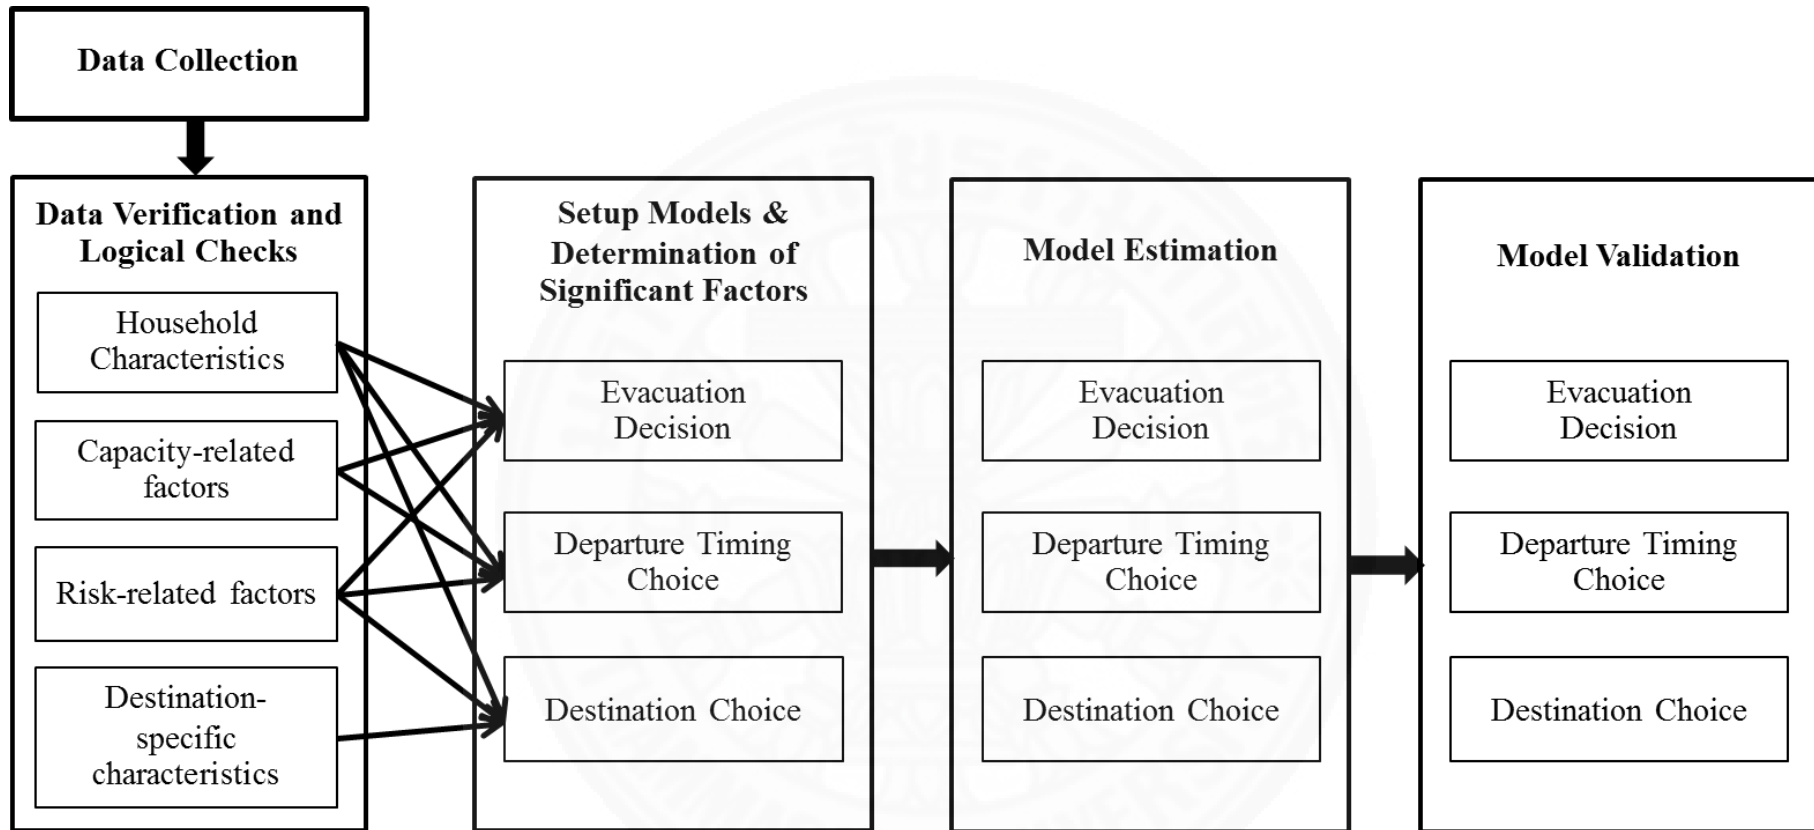 Data Collection
Data Verification and
Logical Checks
Household
Characteristics
Capacity-related
factors
Risk-related factors
Destination-
specific
characteristics
Setup Models &
Determination of
Significant Factors
Evacuation
Decision
Departure Timing
Choice
Destination Choice
Model Estimation
Evacuation
Decision
Departure Timing
Choice
Destination Choice
Model Validation
Evacuation
Decision
Departure Timing
Choice
Destination Choice